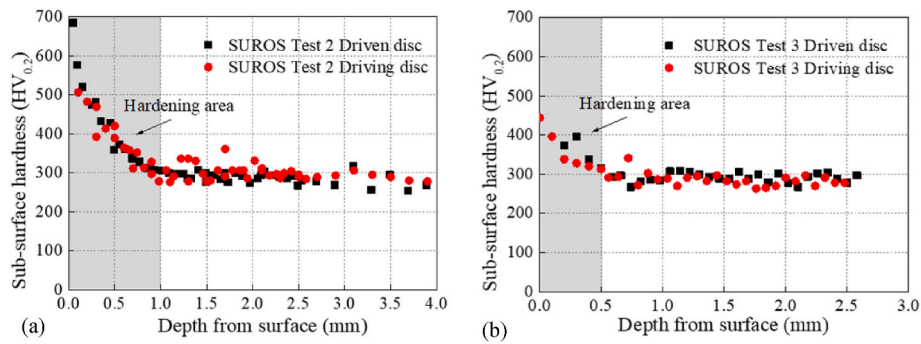 (a)
700
600
500
400
300
200
100
0
Sub-surface hardness (HV0.2)
SUROS Test 2 Driven disc
SUROS Test 2 Driving disc
Hardening area
0.0 0.5 1.0 1.5 2.0 2.5 3.0 3.5 4.0
Depth from surface (mm)
(b)
700
600
500
400
300
200
100
0
Sub-surface hardness (HV0.2)
SUROS Test 3 Driven disc
SUROS Test 3 Driving disc
Hardening area
0.0 0.5 1.0 1.5 2.0 2.5 3.0
Depth from surface (mm)